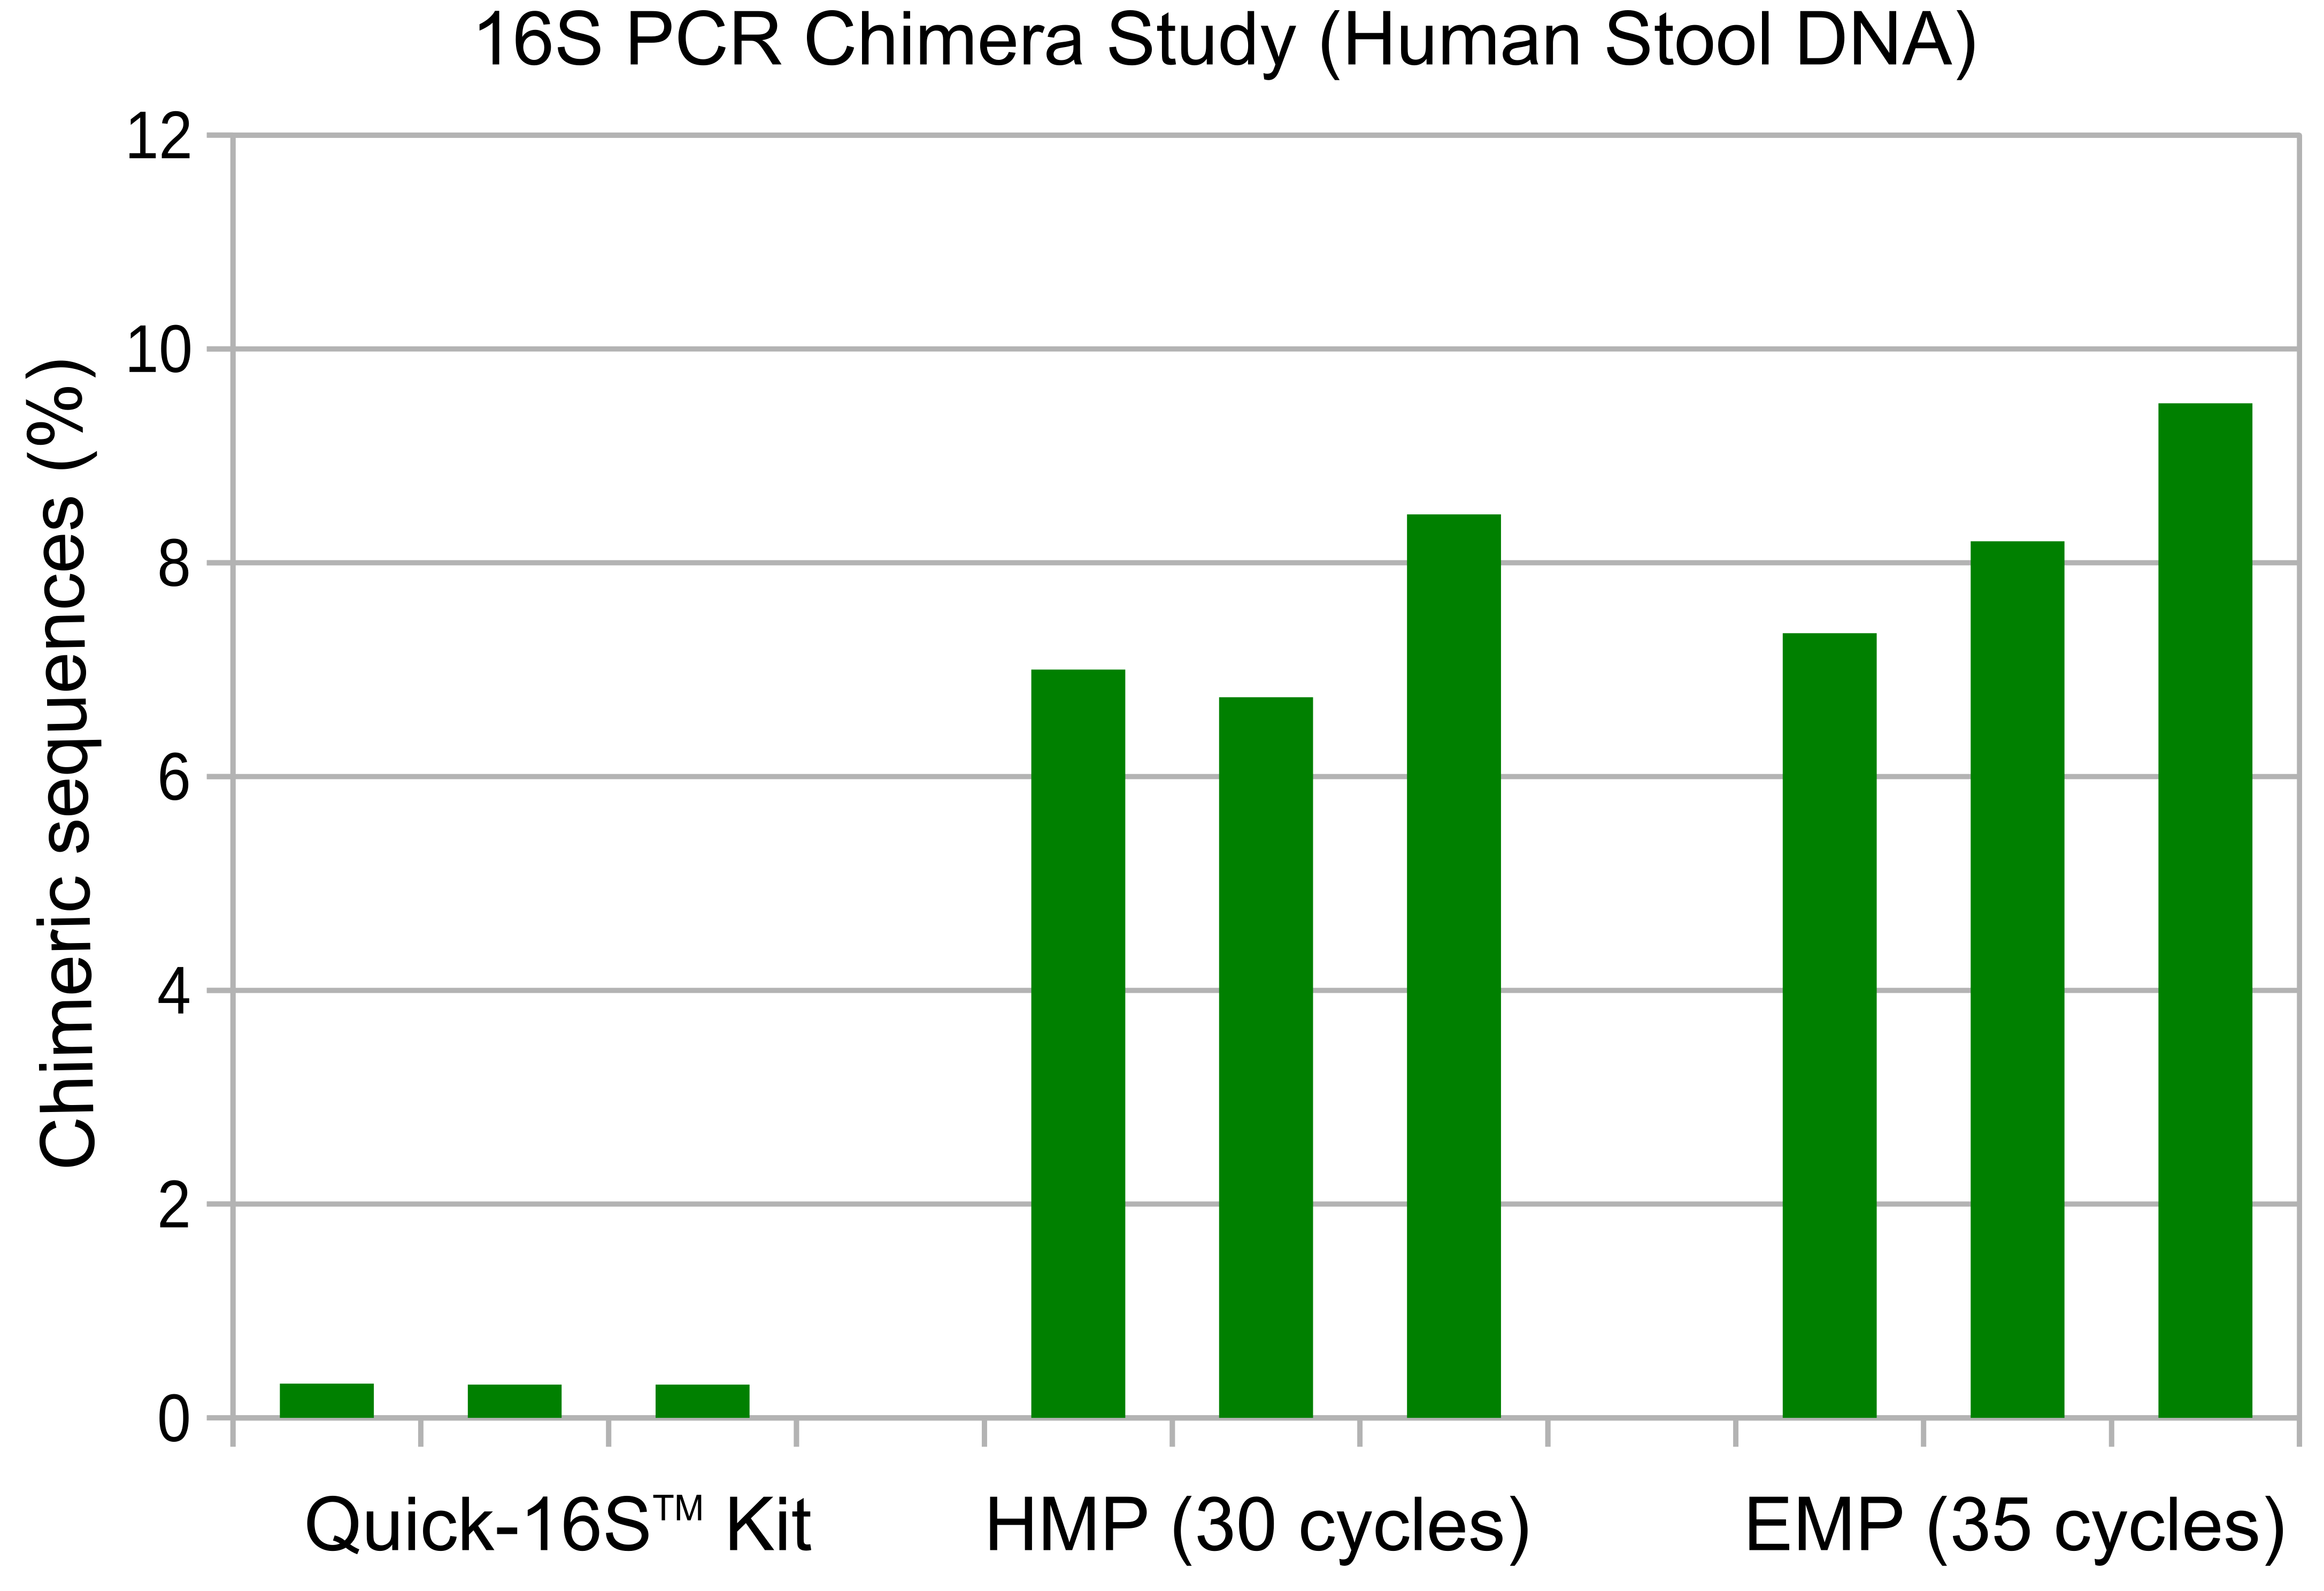 16S PCR Chimera Study (Human Stool DNA)
12
10
8
6
4
2
0
Chimeric sequences (%)
Quick-16S™ Kit
HMP (30 cycles)
EMP (35 cycles)